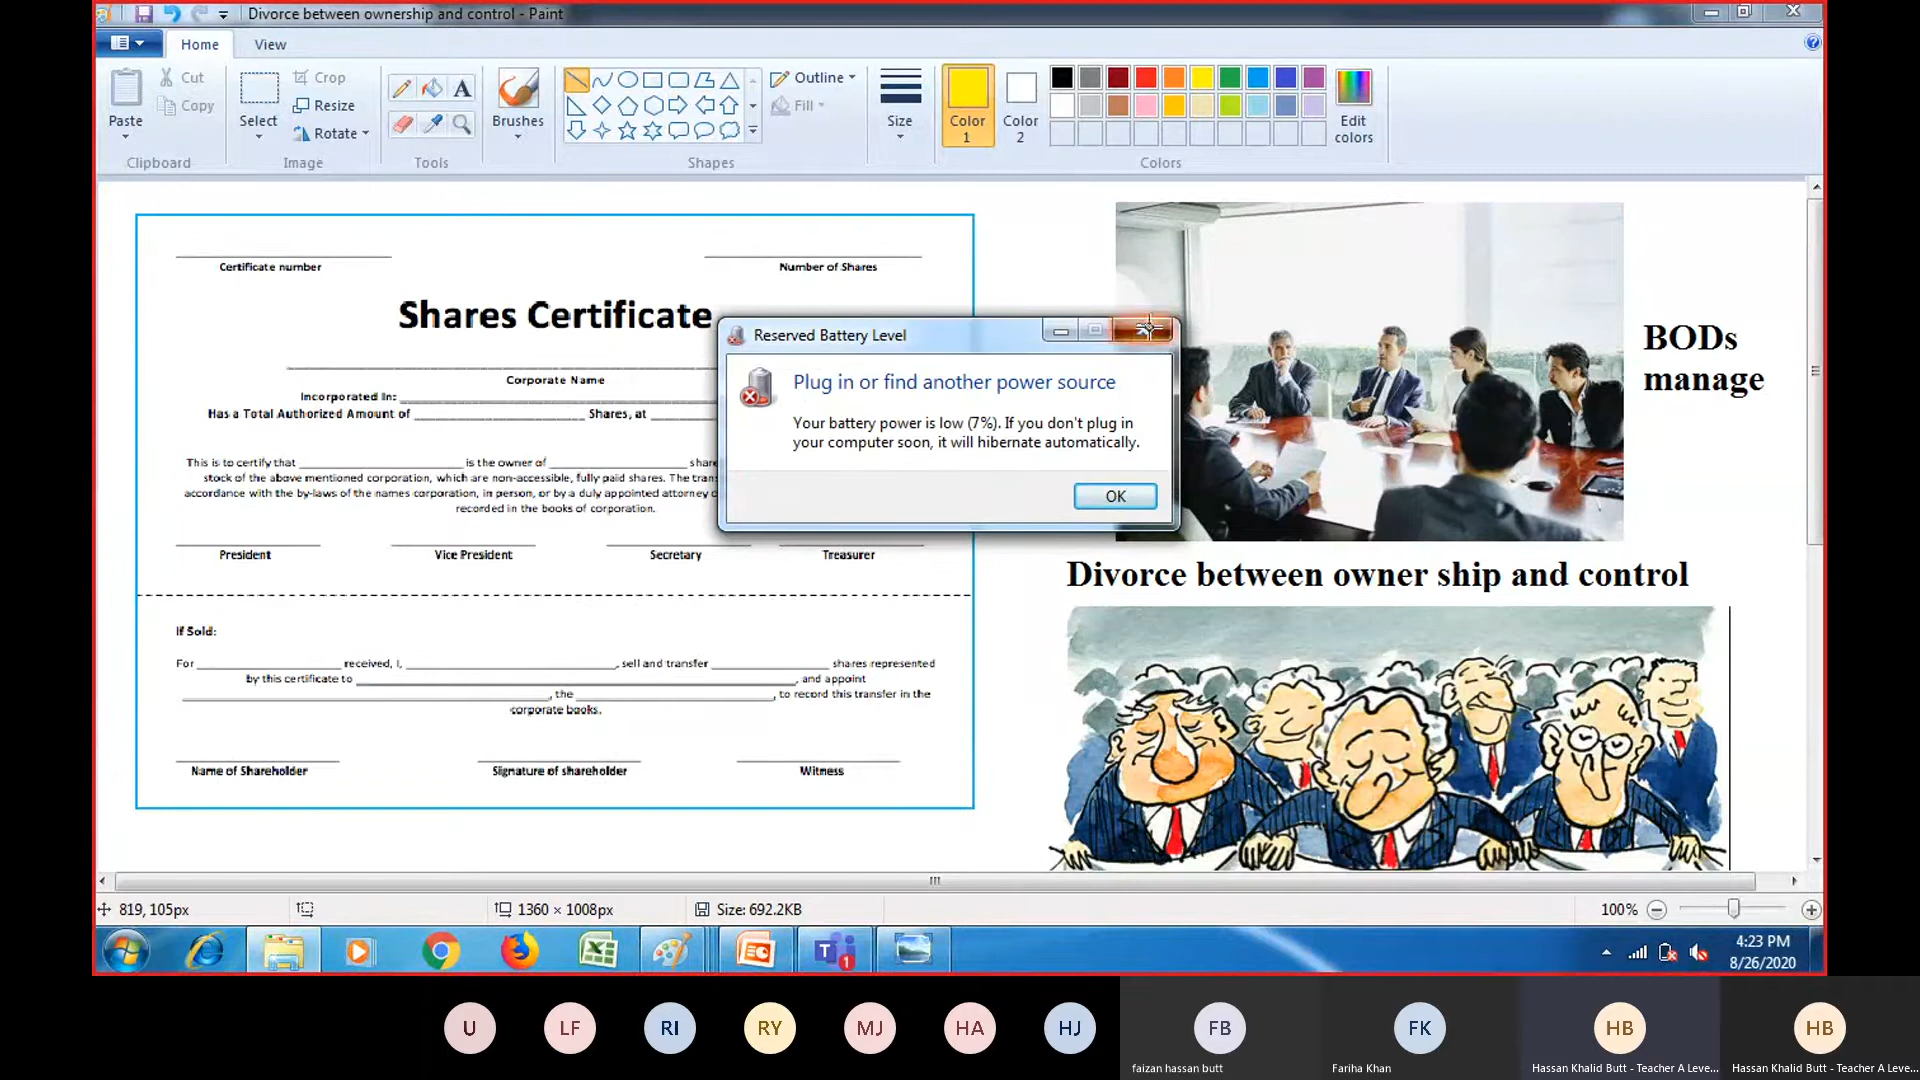 Divorce between ownership and control - Paint
Home View
Paste
Cut
Copy
Clipboard
Select
Crop
Resize
Rotate
Image
A
Tools
Brushes
Outline
Fill
Shapes
Size
Color 1
Color 2
Edit colors
Colors
Certificate number
Number of Shares
Shares Certificate
Corporate Name
Incorporated In:
Has a Total Authorized Amount of Shares, at
This is to certify that is the owner of
stock of the above mentioned corporation, which are non-accessible, fully paid shares. The
accordance with the by-laws of the names corporation, in person, or by a duly appointed attorney
recorded in the books of corporation.
President Vice President Secretary Treasurer
If Sold:
For received, I, , sell and transfer shares represented
by this certificate to , and appoint
, the , to record this transfer in the
corporate books.
Name of Shareholder Signature of shareholder Witness
Reserved Battery Level
Plug in or find another power source
Your battery power is low (7%). If you don't plug in
your computer soon, it will hibernate automatically.
OK
BODs
manage
Divorce between owner ship and control
819, 105px
1360 × 1008px
Size: 692.2KB
100%
T 1
4:23 PM
8/26/2020
U LF RI RY MJ HA HJ FB FK HB HB
faizan hassan butt
Fariha Khan
Hassan Khalid Butt - Teacher A Leve...
Hassan Khalid Butt - Teacher A Leve...